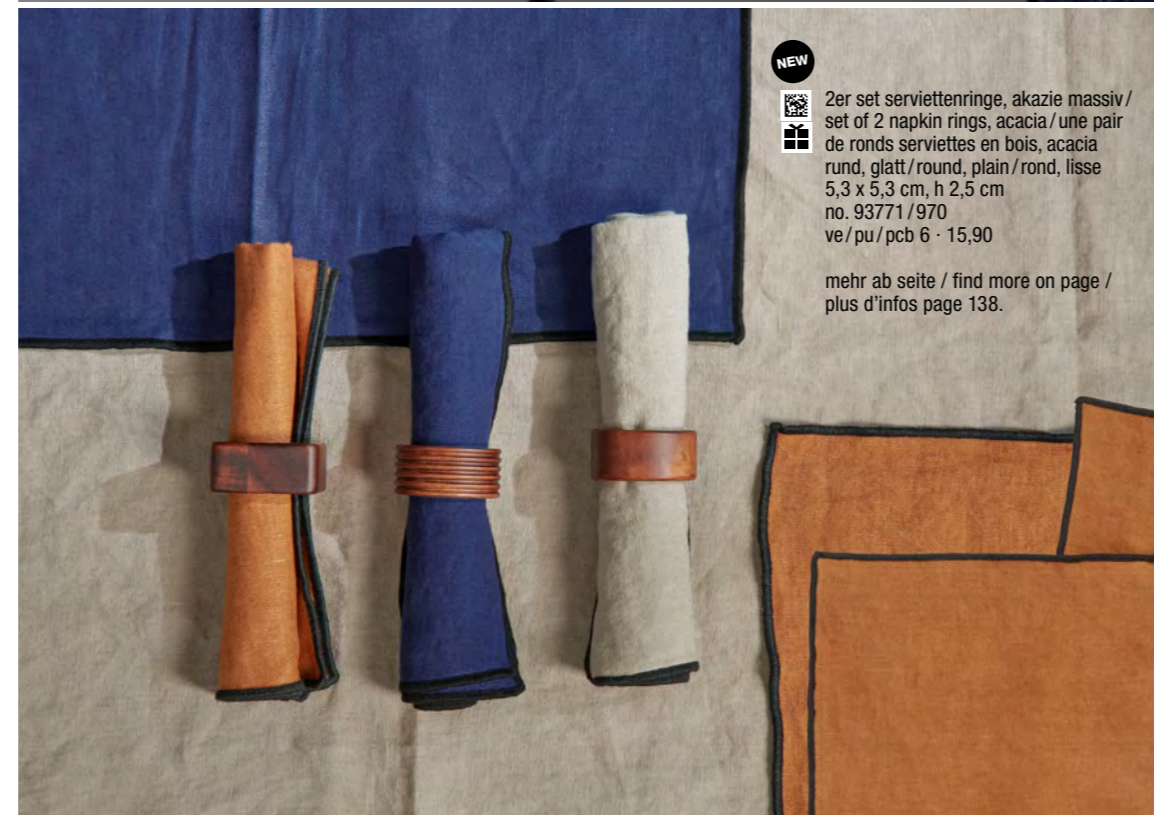 NEW
2er set serviettenringe, akazie massiv/
set of 2 napkin rings, acacia/une pair
de ronds serviettes en bois, acacia
rund, glatt/round, plain/rond, lisse
5,3 x 5,3 cm, h 2,5 cm
no. 93771/970
ve/pu/pcb 6 · 15,90
mehr ab seite / find more on page /
plus d'infos page 138.